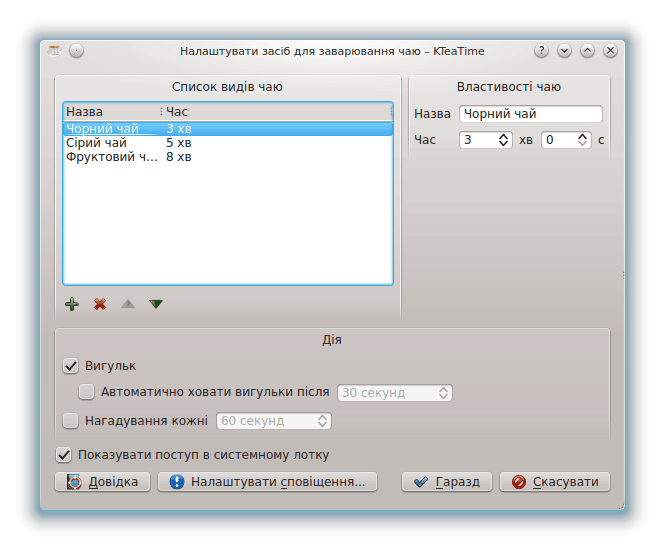 Налаштувати засіб для заварювання чаю – KTeaTime
Список видів чаю
Назва Час
Чорний чай 3 хв
Сірий чай 5 хв
Фруктовий ч... 8 хв
Властивості чаю
Назва Чорний чай
Час 3 хв 0 с
Дія
Вигульк
Автоматично ховати вигульки після 30 секунд
Нагадування кожні 60 секунд
Показувати поступ в системному лотку
Довідка Налаштувати сповіщення... Гаразд Скасувати